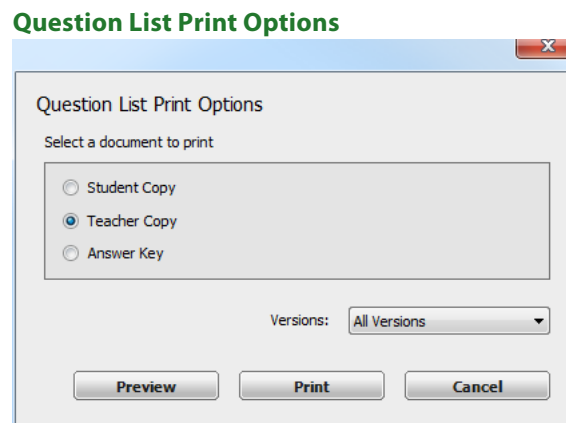 Question List Print Options
Question List Print Options
Select a document to print
Student Copy
Teacher Copy
Answer Key
Versions: All Versions
Preview Print Cancel